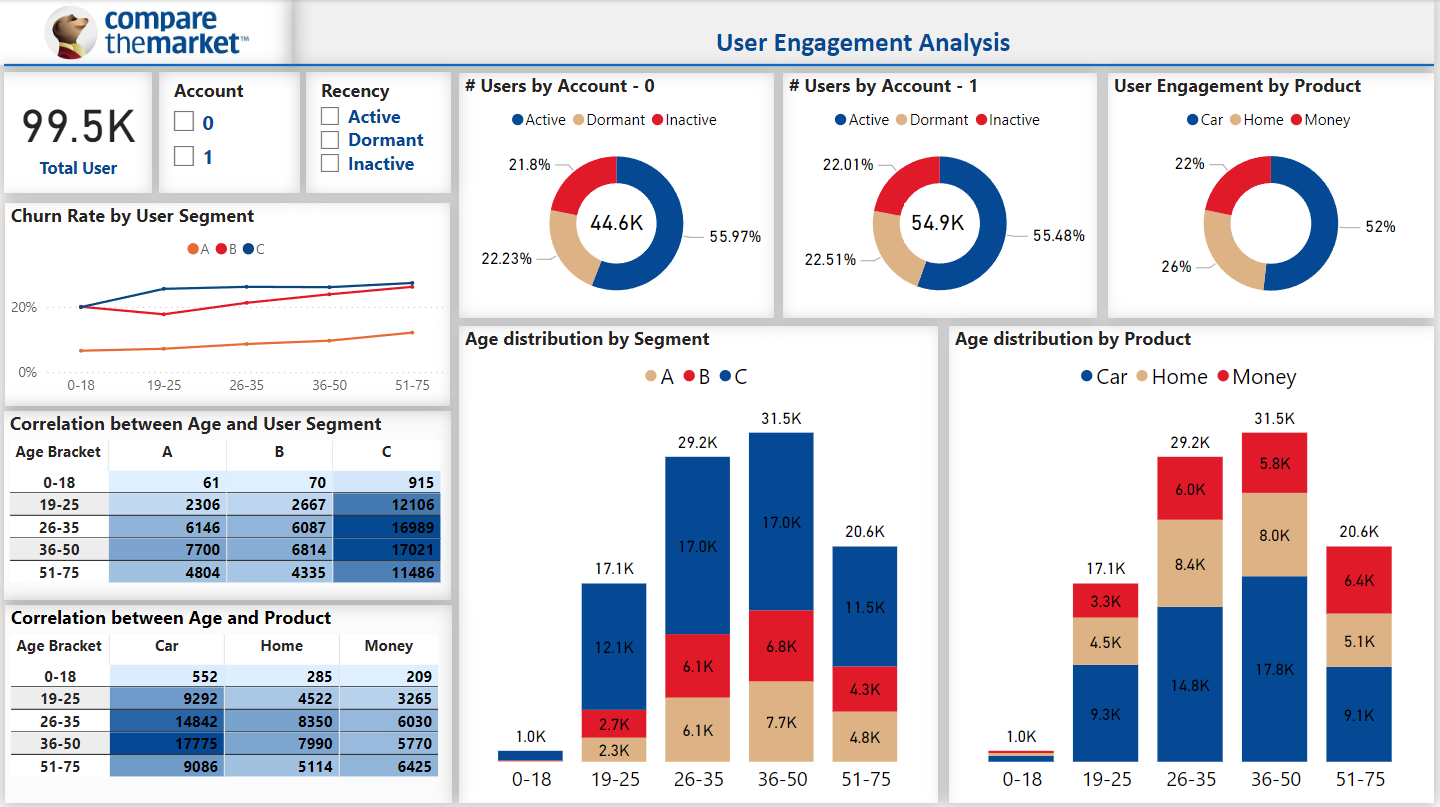 compare
themarket™
User Engagement Analysis
99.5K
Total User
Account
0
1
Recency
Active
Dormant
Inactive
# Users by Account - 0
Active Dormant Inactive
21.8%
44.6K
55.97%
22.23%
# Users by Account - 1
Active Dormant Inactive
22.01%
54.9K
55.48%
22.51%
User Engagement by Product
Car Home Money
22%
52%
26%
Churn Rate by User Segment
A B C
20%
0%
0-18 19-25 26-35 36-50 51-75
Correlation between Age and User Segment
Age Bracket A B C
0-18 61 70 915
19-25 2306 2667 12106
26-35 6146 6087 16989
36-50 7700 6814 17021
51-75 4804 4335 11486
Correlation between Age and Product
Age Bracket Car Home Money
0-18 552 285 209
19-25 9292 4522 3265
26-35 14842 8350 6030
36-50 17775 7990 5770
51-75 9086 5114 6425
Age distribution by Segment
A B C
31.5K
29.2K
17.0K
17.0K
20.6K
17.1K
11.5K
12.1K
6.8K
6.1K
4.3K
2.7K
7.7K
6.1K
4.8K
1.0K
2.3K
0-18 19-25 26-35 36-50 51-75
Age distribution by Product
Car Home Money
31.5K
29.2K
5.8K
6.0K
20.6K
8.0K
8.4K
17.1K
6.4K
3.3K
4.5K
5.1K
17.8K
14.8K
9.3K
9.1K
1.0K
0-18 19-25 26-35 36-50 51-75